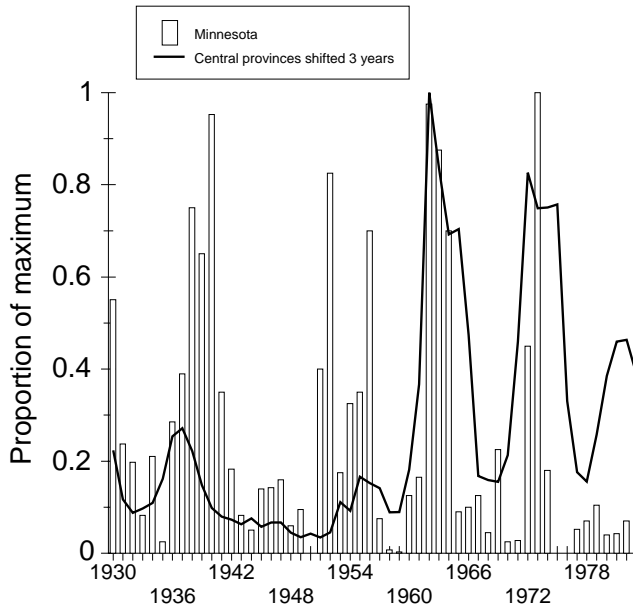 Minnesota
Central provinces shifted 3 years
Proportion of maximum
1
0.8
0.6
0.4
0.2
0
1930 1942 1954 1966 1978
1936 1948 1960 1972